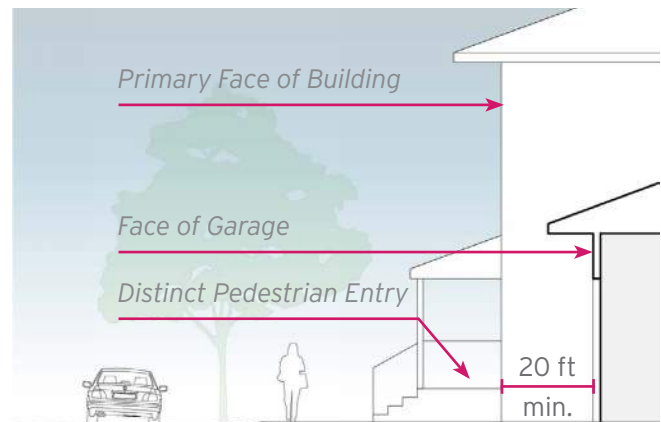 Primary Face of Building
Face of Garage
Distinct Pedestrian Entry
20 ft
min.